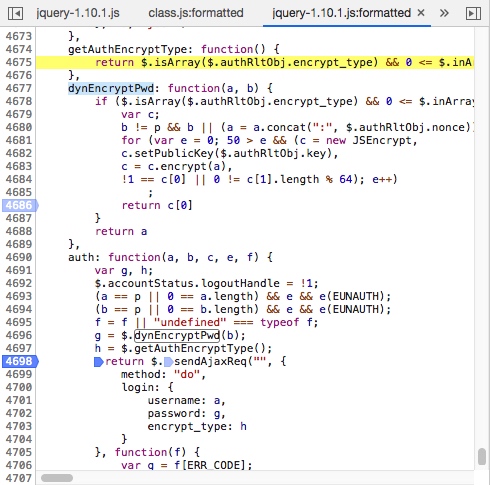 jquery-1.10.1.js class.js:formatted jquery-1.10.1.js:formatted × »
4673 },
4674 getAuthEncryptType: function() {
4675 return $.isArray($.authRltObj.encrypt_type) && 0 <= $.inAr
4676 },
4677 dynEncryptPwd: function(a, b) {
4678 if ($.isArray($.authRltObj.encrypt_type) && 0 <= $.inArray
4679 var c;
4680 b != p && b || (a = a.concat(":", $.authRltObj.nonce))
4681 for (var e = 0; 50 > e && (c = new JSEncrypt,
4682 c.setPublicKey($.authRltObj.key),
4683 c = c.encrypt(a),
4684 !1 == c[0] || 0 != c[1].length % 64); e++)
4685 ;
4686 return c[0]
4687 }
4688 return a
4689 },
4690 auth: function(a, b, c, e, f) {
4691 var g, h;
4692 $.accountStatus.logoutHandle = !1;
4693 (a == p || 0 == a.length) && e && e(EUNAUTH);
4694 (b == p || 0 == b.length) && e && e(EUNAUTH);
4695 f = f || "undefined" === typeof f;
4696 g = $.dynEncryptPwd(b);
4697 h = $.getAuthEncryptType();
4698 return $.sendAjaxReq("", {
4699 method: "do",
4700 login: {
4701 username: a,
4702 password: g,
4703 encrypt_type: h
4704 }
4705 }, function(f) {
4706 var g = f[ERR_CODE];
4707